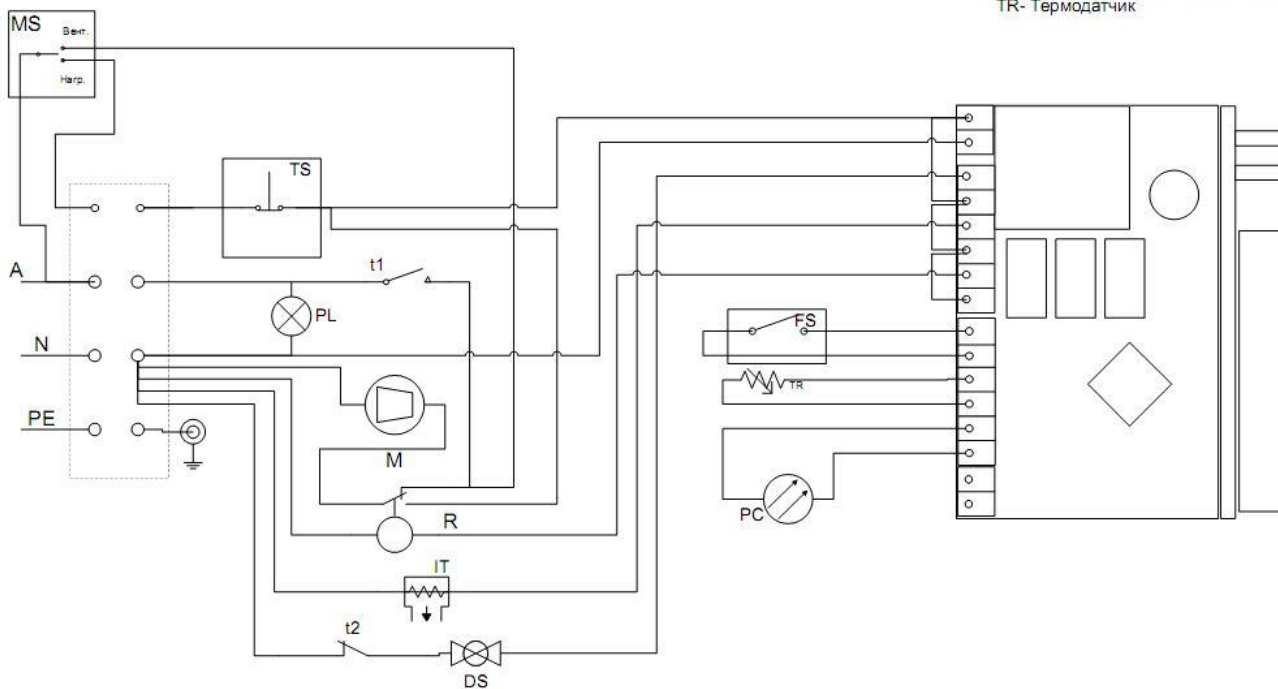 TR- Термодатчик
MS
Вент.
Нагр.
TS
A
t1
PL
N
FS
TR
PE
M
R
PC
IT
t2
DS